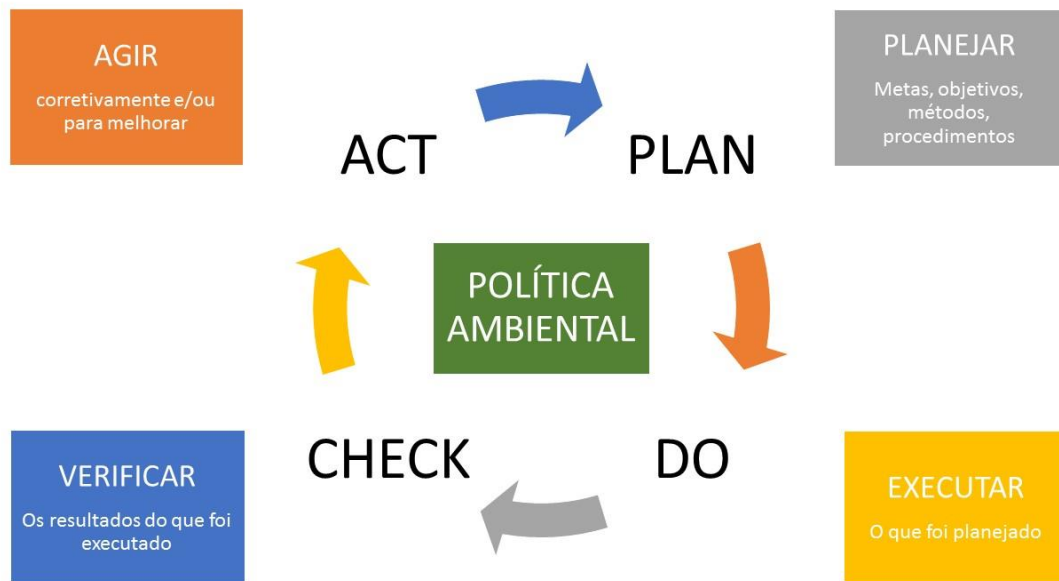 AGIR
corretivamente e/ou
para melhorar
PLANEJAR
Metas, objetivos,
métodos,
procedimentos
ACT
PLAN
POLÍTICA
AMBIENTAL
CHECK
DO
VERIFICAR
Os resultados do que foi
executado
EXECUTAR
O que foi planejado